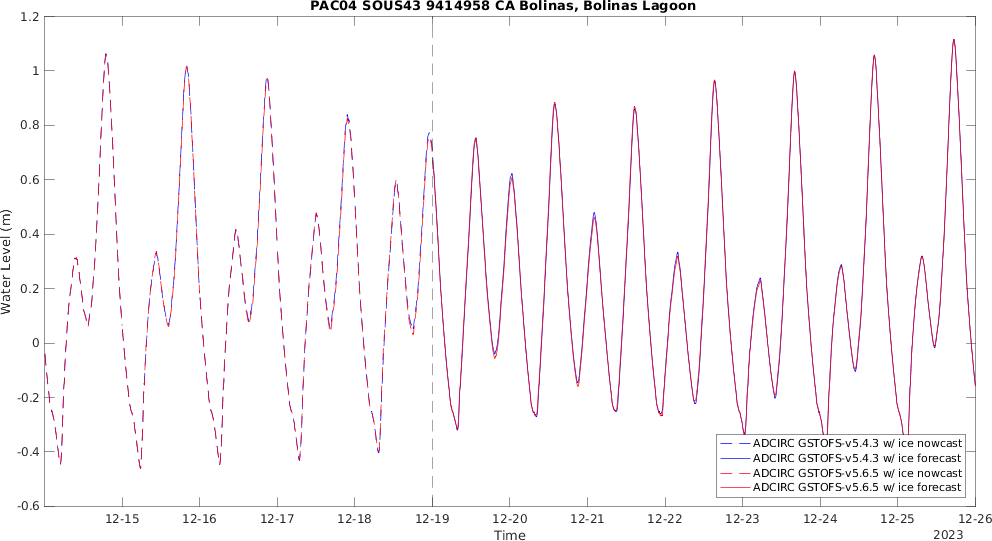 PAC04 SOUS43 9414958 CA Bolinas, Bolinas Lagoon
1.2
1
0.8
0.6
0.4
0.2
0
-0.2
-0.4
-0.6
Water Level (m)
ADCIRC GSTOFS-v5.4.3 w/ ice nowcast
ADCIRC GSTOFS-v5.4.3 w/ ice forecast
ADCIRC GSTOFS-v5.6.5 w/ ice nowcast
ADCIRC GSTOFS-v5.6.5 w/ ice forecast
12-15 12-16 12-17 12-18 12-19 12-20 12-21 12-22 12-23 12-24 12-25 12-26
Time
2023